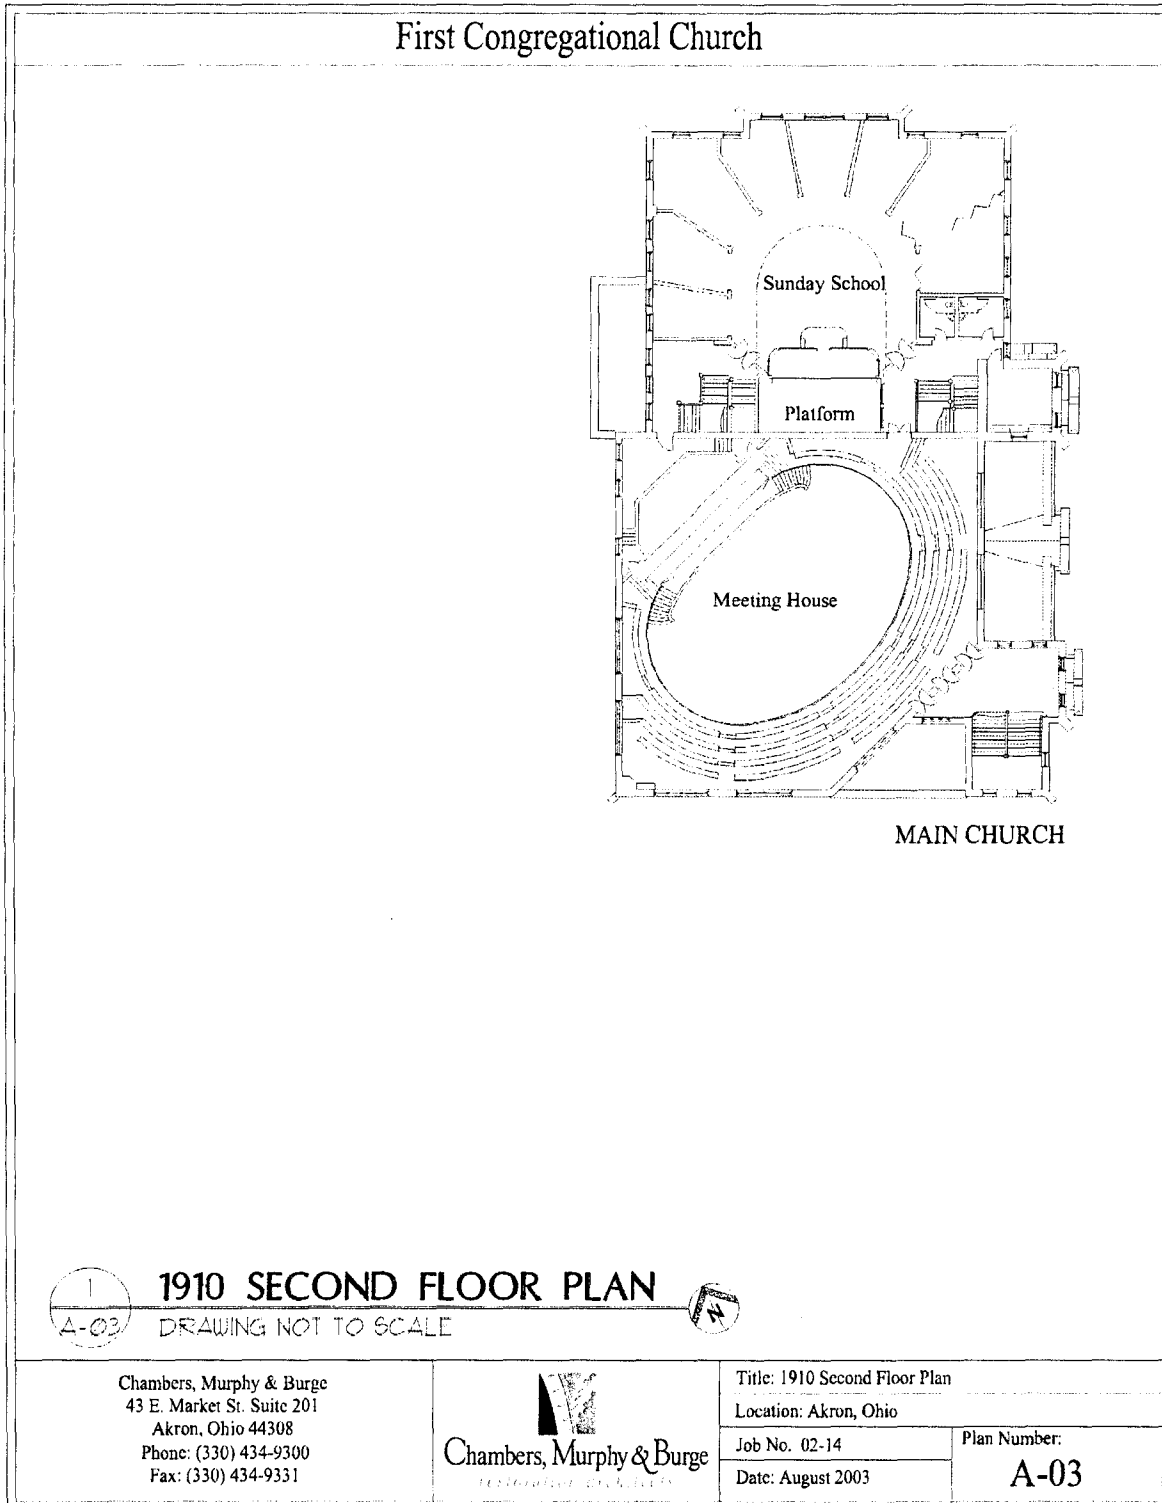 First Congregational Church
Sunday School
Platform
Meeting House
MAIN CHURCH
1
A-03
1910 SECOND FLOOR PLAN
DRAWING NOT TO SCALE
N
Chambers, Murphy & Burge
43 E. Market St. Suite 201
Akron, Ohio 44308
Phone: (330) 434-9300
Fax: (330) 434-9331
Chambers, Murphy & Burge
restoration architects
Title: 1910 Second Floor Plan
Location: Akron, Ohio
Job No. 02-14
Date: August 2003
Plan Number:
A-03